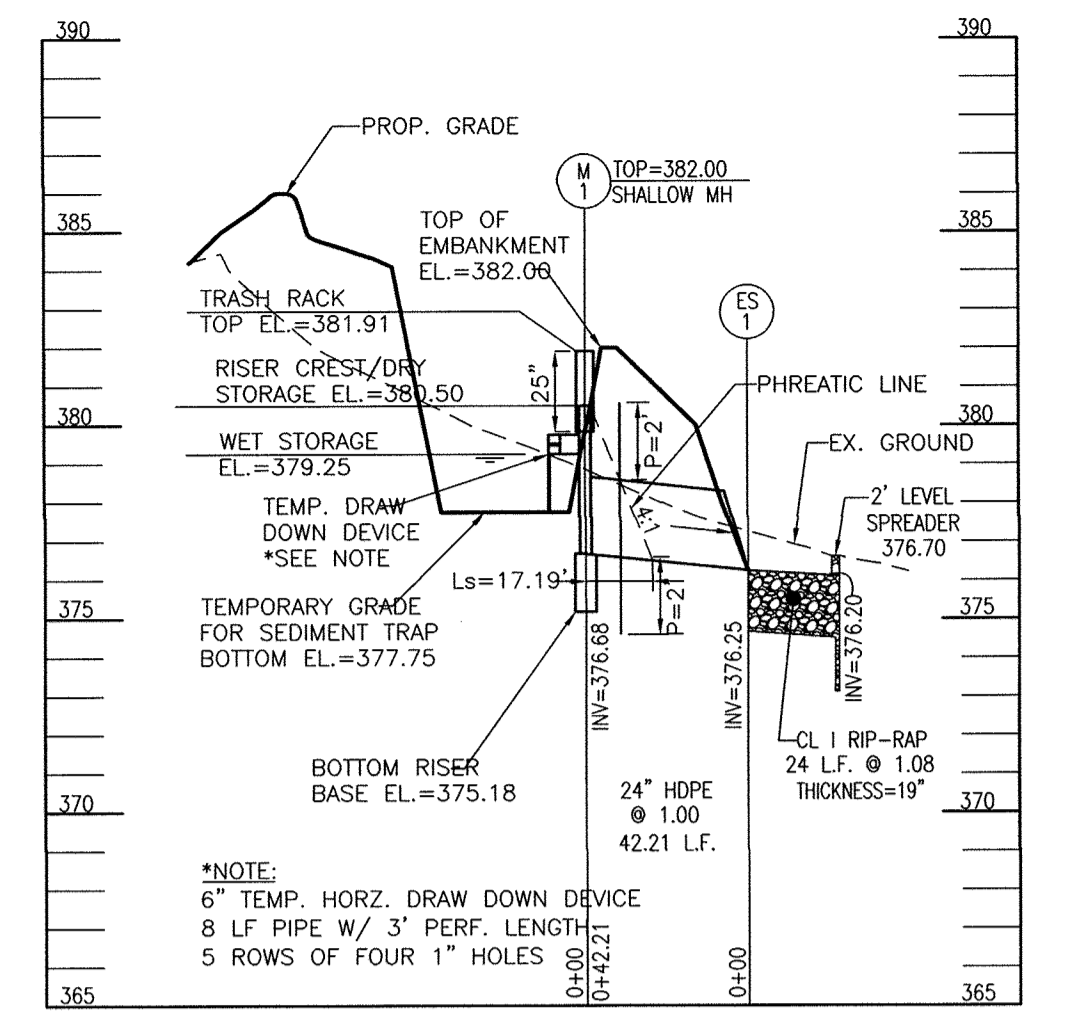 390
390
PROP. GRADE
M
1
TOP=382.00
SHALLOW MH
385
385
TOP OF
EMBANKMENT
EL.=382.00
TRASH RACK
TOP EL.=381.91
ES
1
RISER CREST/DRY
STORAGE EL.=380.50
25"
PHREATIC LINE
380
380
P=2'
WET STORAGE
EL.=379.25
EX. GROUND
TEMP. DRAW
DOWN DEVICE
*SEE NOTE
4:1
2' LEVEL
SPREADER
376.70
Ls=17.19'
375
375
TEMPORARY GRADE
FOR SEDIMENT TRAP
BOTTOM EL.=377.75
P=2'
INV=376.68
INV=376.25
INV=376.20
BOTTOM RISER
BASE EL.=375.18
CL I RIP-RAP
24 L.F. @ 1.08
THICKNESS=19"
24" HDPE
@ 1.00
42.21 L.F.
370
370
*NOTE:
6" TEMP. HORZ. DRAW DOWN DEVICE
8 LF PIPE W/ 3' PERF. LENGTH
5 ROWS OF FOUR 1" HOLES
0+00
0+42.21
0+00
365
365